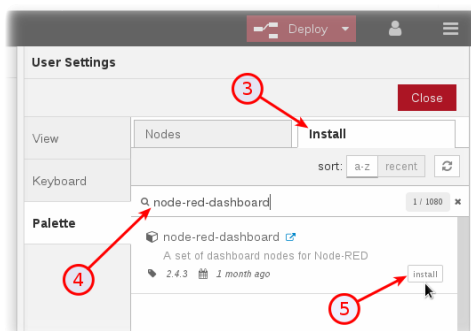 Deploy
User Settings
Close
3
View
Keyboard
Palette
Nodes
Install
sort: a-z recent
node-red-dashboard
1 / 1080 ×
node-red-dashboard
A set of dashboard nodes for Node-RED
2.4.3 1 month ago
install
4
5